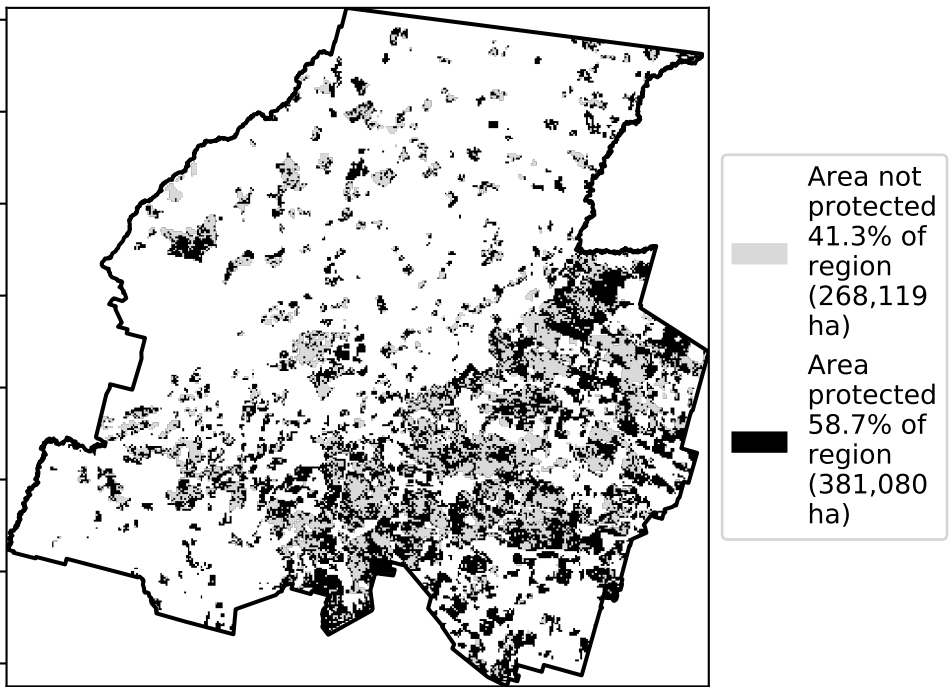 Area not
protected
41.3% of
region
(268,119
ha)
Area
protected
58.7% of
region
(381,080
ha)